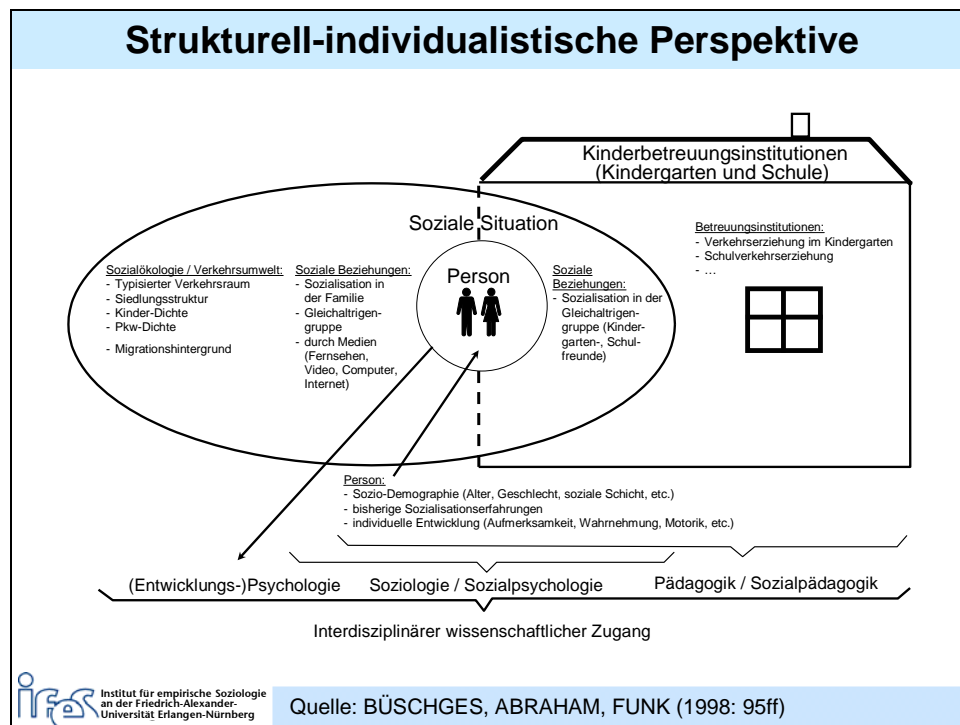 Strukturell-individualistische Perspektive
Kinderbetreuungsinstitutionen
(Kindergarten und Schule)
Soziale Situation
Person
Sozialökologie / Verkehrsumwelt:
- Typisierter Verkehrsraum
- Siedlungsstruktur
- Kinder-Dichte
- Pkw-Dichte
- Migrationshintergrund
Soziale Beziehungen:
- Sozialisation in
der Familie
- Gleichaltrigen-
gruppe
- durch Medien
(Fernsehen,
Video, Computer,
Internet)
Soziale
Beziehungen:
- Sozialisation in der
Gleichaltrigen-
gruppe (Kinder-
garten-, Schul-
freunde)
Betreuungsinstitutionen:
- Verkehrserziehung im Kindergarten
- Schulverkehrserziehung
- ...
Person:
- Sozio-Demographie (Alter, Geschlecht, soziale Schicht, etc.)
- bisherige Sozialisationserfahrungen
- individuelle Entwicklung (Aufmerksamkeit, Wahrnehmung, Motorik, etc.)
(Entwicklungs-)Psychologie
Soziologie / Sozialpsychologie
Pädagogik / Sozialpädagogik
Interdisziplinärer wissenschaftlicher Zugang
ifes
Institut für empirische Soziologie
an der Friedrich-Alexander-
Universität Erlangen-Nürnberg
Quelle: BÜSCHGES, ABRAHAM, FUNK (1998: 95ff)